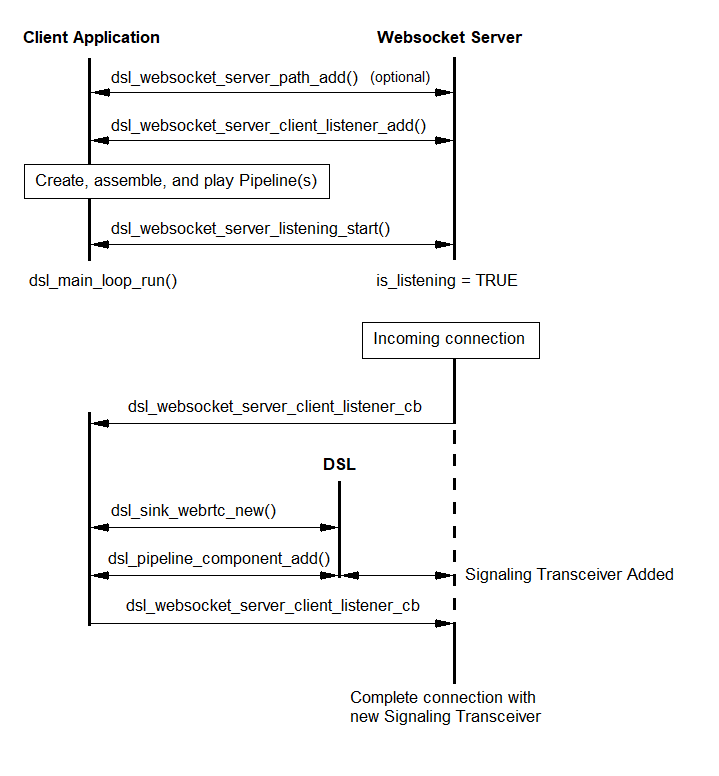 Client Application
Websocket Server
dsl_websocket_server_path_add() (optional)
dsl_websocket_server_client_listener_add()
Create, assemble, and play Pipeline(s)
dsl_websocket_server_listening_start()
dsl_main_loop_run()
is_listening = TRUE
Incoming connection
dsl_websocket_server_client_listener_cb
DSL
dsl_sink_webrtc_new()
dsl_pipeline_component_add()
Signaling Transceiver Added
dsl_websocket_server_client_listener_cb
Complete connection with
new Signaling Transceiver